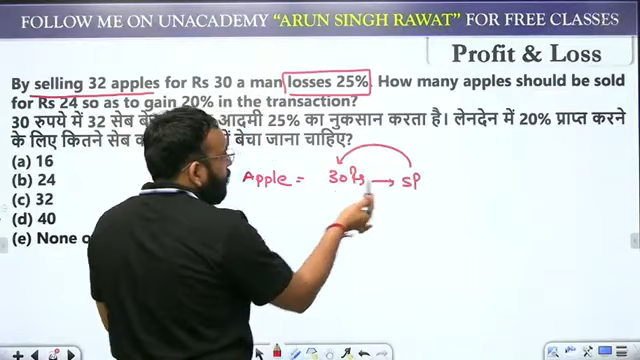 FOLLOW ME ON UNACADEMY "ARUN SINGH RAWAT" FOR FREE CLASSES
Profit & Loss
By selling 32 apples for Rs 30 a man losses 25%. How many apples should be sold
for Rs 24 so as to gain 20% in the transaction?
30 रुपये में 32 सेब आदमी 25% का नुकसान करता है। लेनदेन में 20% प्राप्त करने
के लिए कितने सेब में बेचा जाना चाहिए?
(a) 16
(b) 24
(c) 32
(d) 40
(e) None
Apple = 30Rs → SP